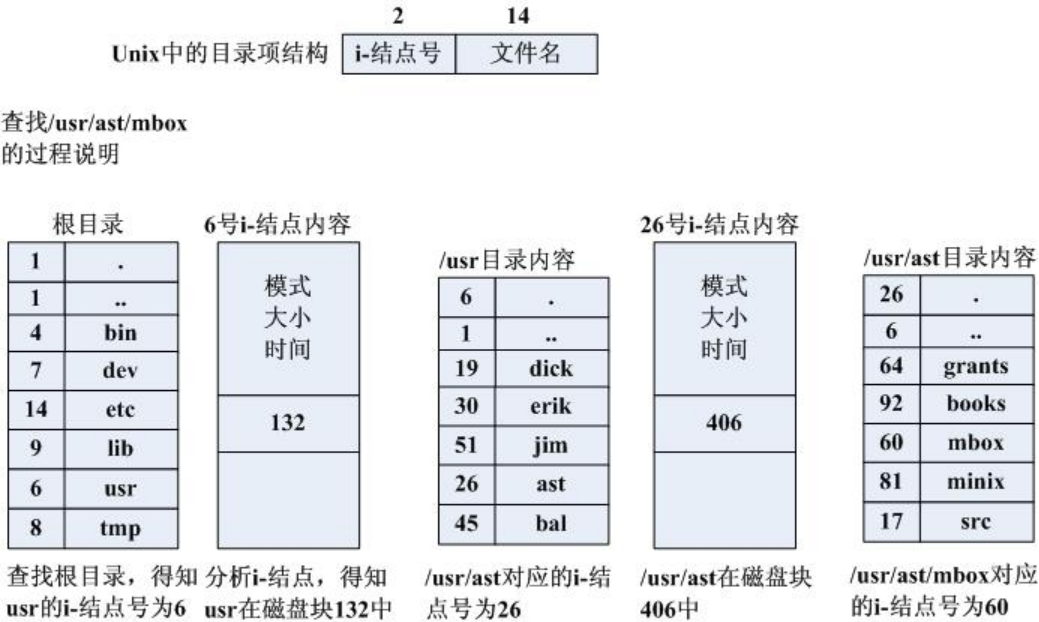 2 14
Unix中的目录项结构 i-结点号 文件名
查找/usr/ast/mbox
的过程说明
根目录
1 .
1 ..
4 bin
7 dev
14 etc
9 lib
6 usr
8 tmp
查找根目录，得知
usr的i-结点号为6
6号i-结点内容
模式
大小
时间
132
分析i-结点，得知
usr在磁盘块132中
/usr目录内容
6 .
1 ..
19 dick
30 erik
51 jim
26 ast
45 bal
/usr/ast对应的i-结
点号为26
26号i-结点内容
模式
大小
时间
406
/usr/ast在磁盘块
406中
/usr/ast目录内容
26 .
6 ..
64 grants
92 books
60 mbox
81 minix
17 src
/usr/ast/mbox对应
的i-结点号为60